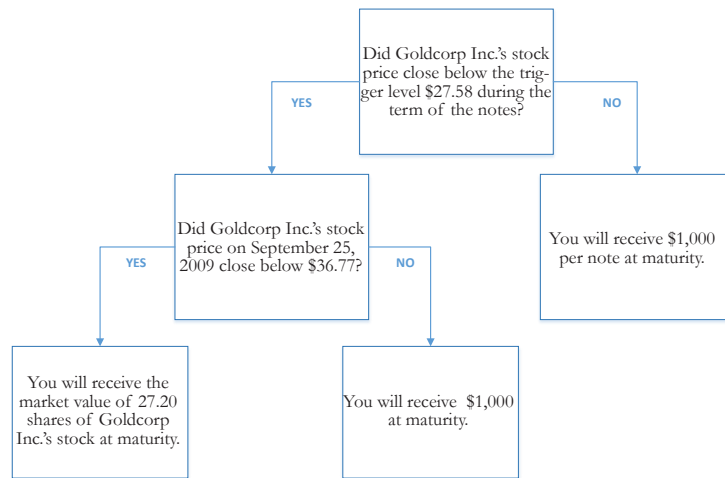 Did Goldcorp Inc.'s stock
price close below the trig-
ger level $27.58 during the
term of the notes?
YES
NO
Did Goldcorp Inc.'s stock
price on September 25,
2009 close below $36.77?
You will receive $1,000
per note at maturity.
YES
NO
You will receive the
market value of 27.20
shares of Goldcorp
Inc.'s stock at maturity.
You will receive $1,000
at maturity.